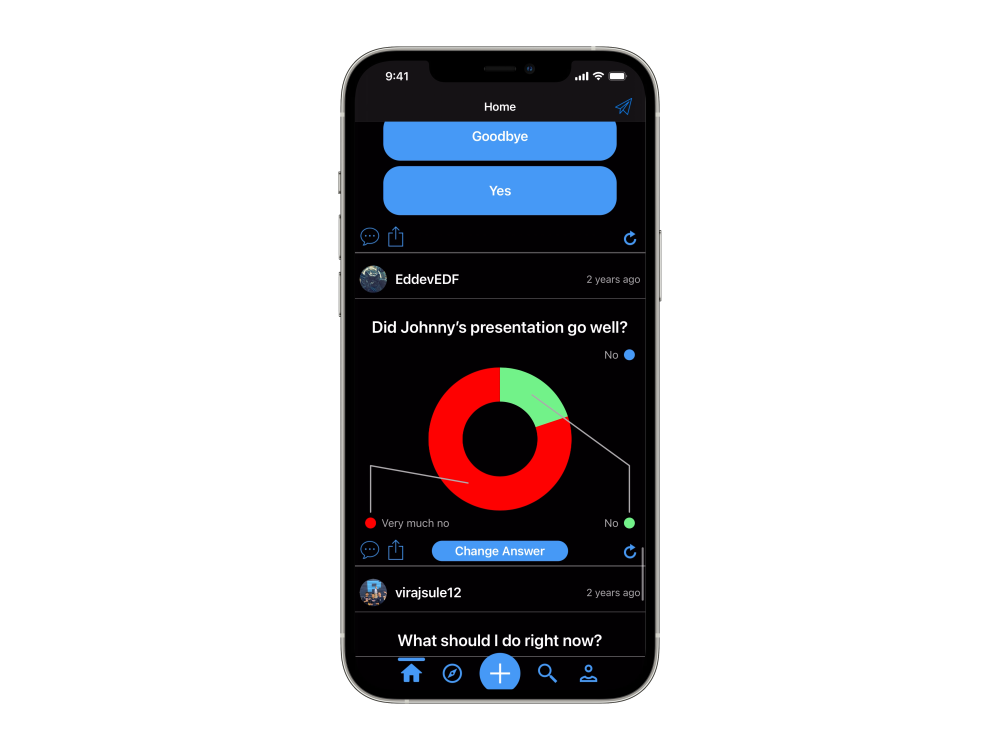 9:41
Home
Goodbye
Yes
EddevEDF
2 years ago
Did Johnny’s presentation go well?
No
Very much no
No
Change Answer
virajsule12
2 years ago
What should I do right now?